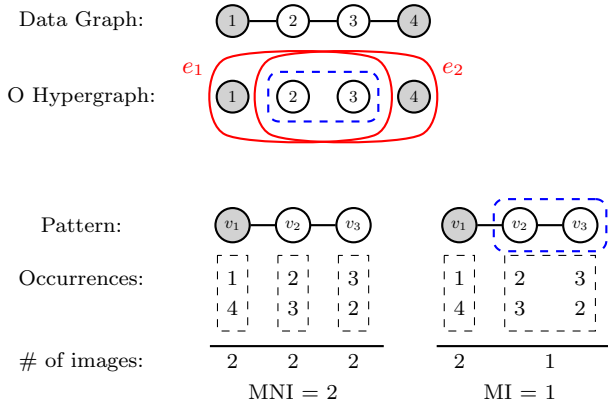 Data Graph: 1 2 3 4
e1 e2
O Hypergraph: 1 2 3 4
Pattern: v1 v2 v3 v1 v2 v3
Occurrences: 1 2 3 1 2 3
4 3 2 4 3 2
# of images: 2 2 2 2 1
MNI = 2 MI = 1